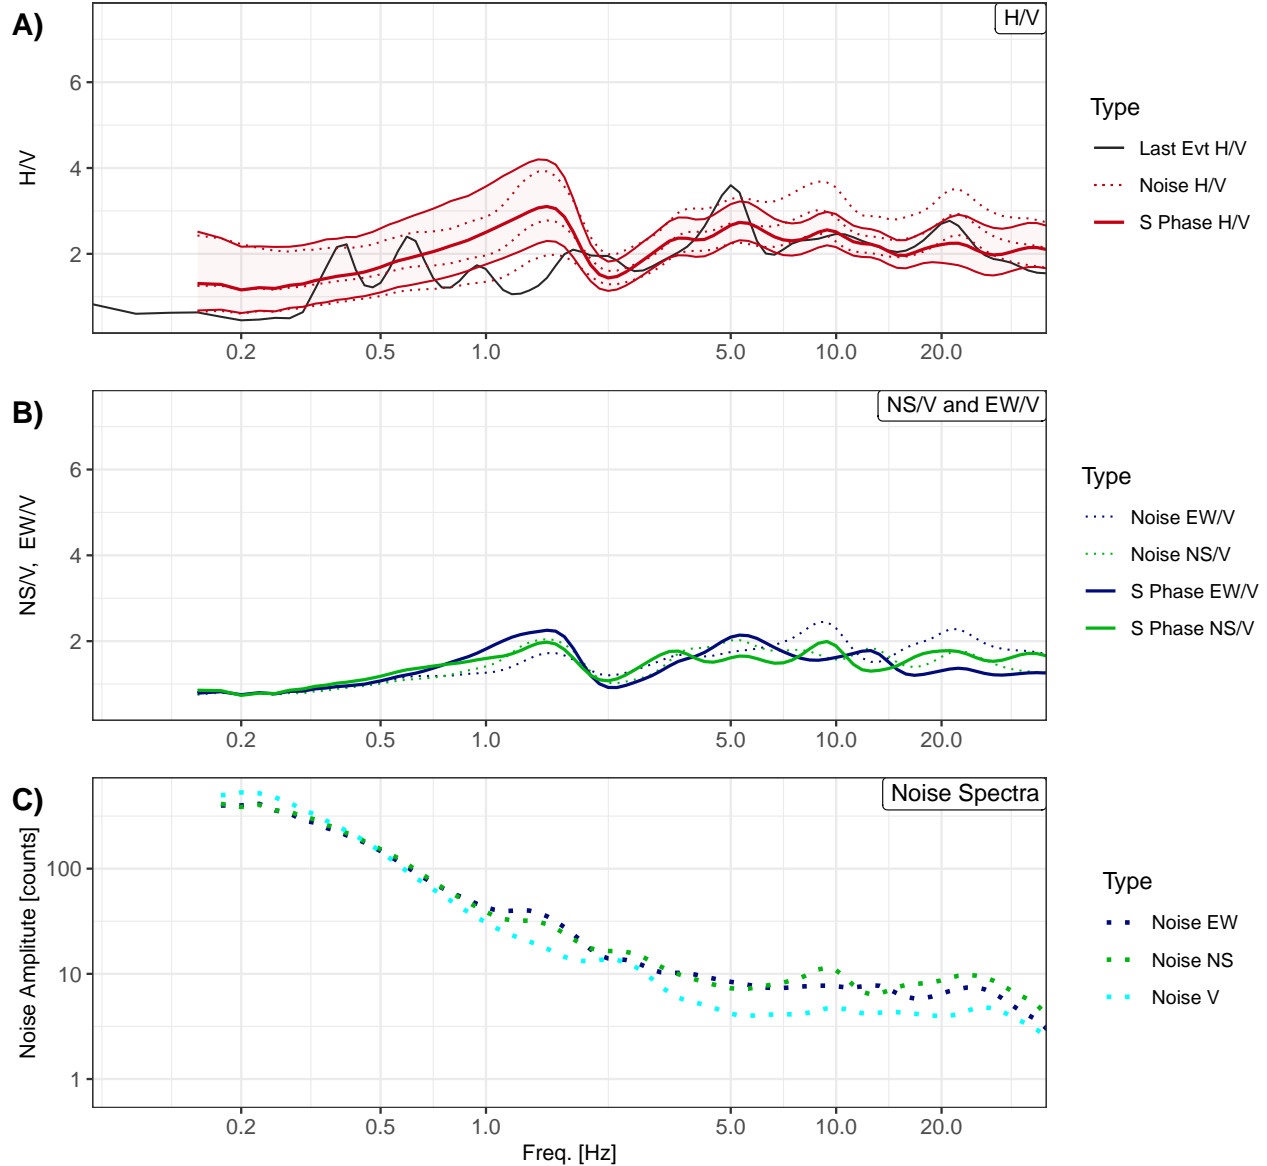 A)
H/V
6
4
2
H/V
0.2 0.5 1.0 5.0 10.0 20.0
Type
Last Evt H/V
Noise H/V
S Phase H/V
B)
NS/V and EW/V
6
4
2
NS/V, EW/V
0.2 0.5 1.0 5.0 10.0 20.0
Type
Noise EW/V
Noise NS/V
S Phase EW/V
S Phase NS/V
C)
Noise Spectra
100
10
1
Noise Amplitute [counts]
0.2 0.5 1.0 5.0 10.0 20.0
Freq. [Hz]
Type
Noise EW
Noise NS
Noise V